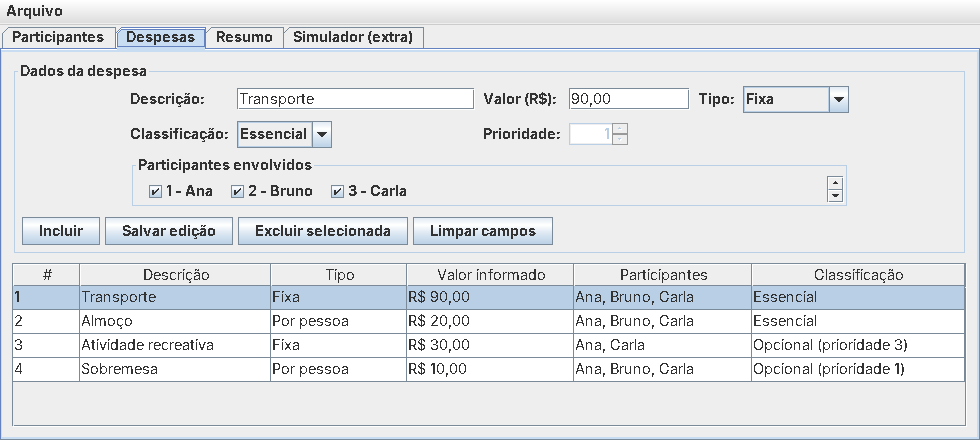 Arquivo
Participantes Despesas Resumo Simulador (extra)
Dados da despesa
Descrição: Transporte Valor (R$): 90,00 Tipo: Fixa
Classificação: Essencial Prioridade: 1
Participantes envolvidos
1 - Ana 2 - Bruno 3 - Carla
Incluir Salvar edição Excluir selecionada Limpar campos
# Descrição Tipo Valor informado Participantes Classificação
1 Transporte Fixa R$ 90,00 Ana, Bruno, Carla Essencial
2 Almoço Por pessoa R$ 20,00 Ana, Bruno, Carla Essencial
3 Atividade recreativa Fixa R$ 30,00 Ana, Carla Opcional (prioridade 3)
4 Sobremesa Por pessoa R$ 10,00 Ana, Bruno, Carla Opcional (prioridade 1)